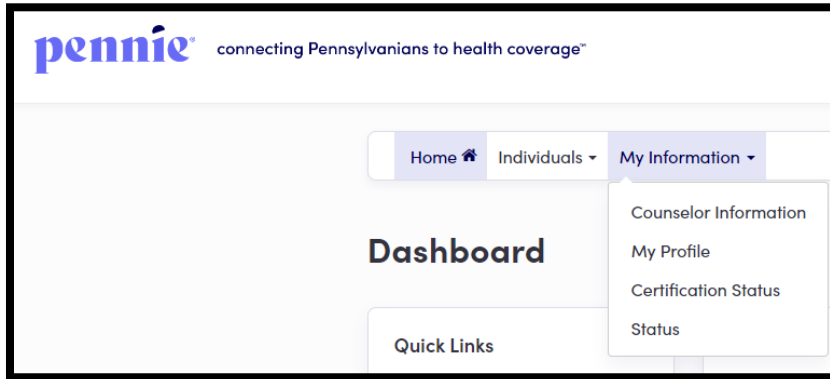 pennie® connecting Pennsylvanians to health coverage™
Home Individuals My Information
Counselor Information
My Profile
Certification Status
Status
Dashboard
Quick Links